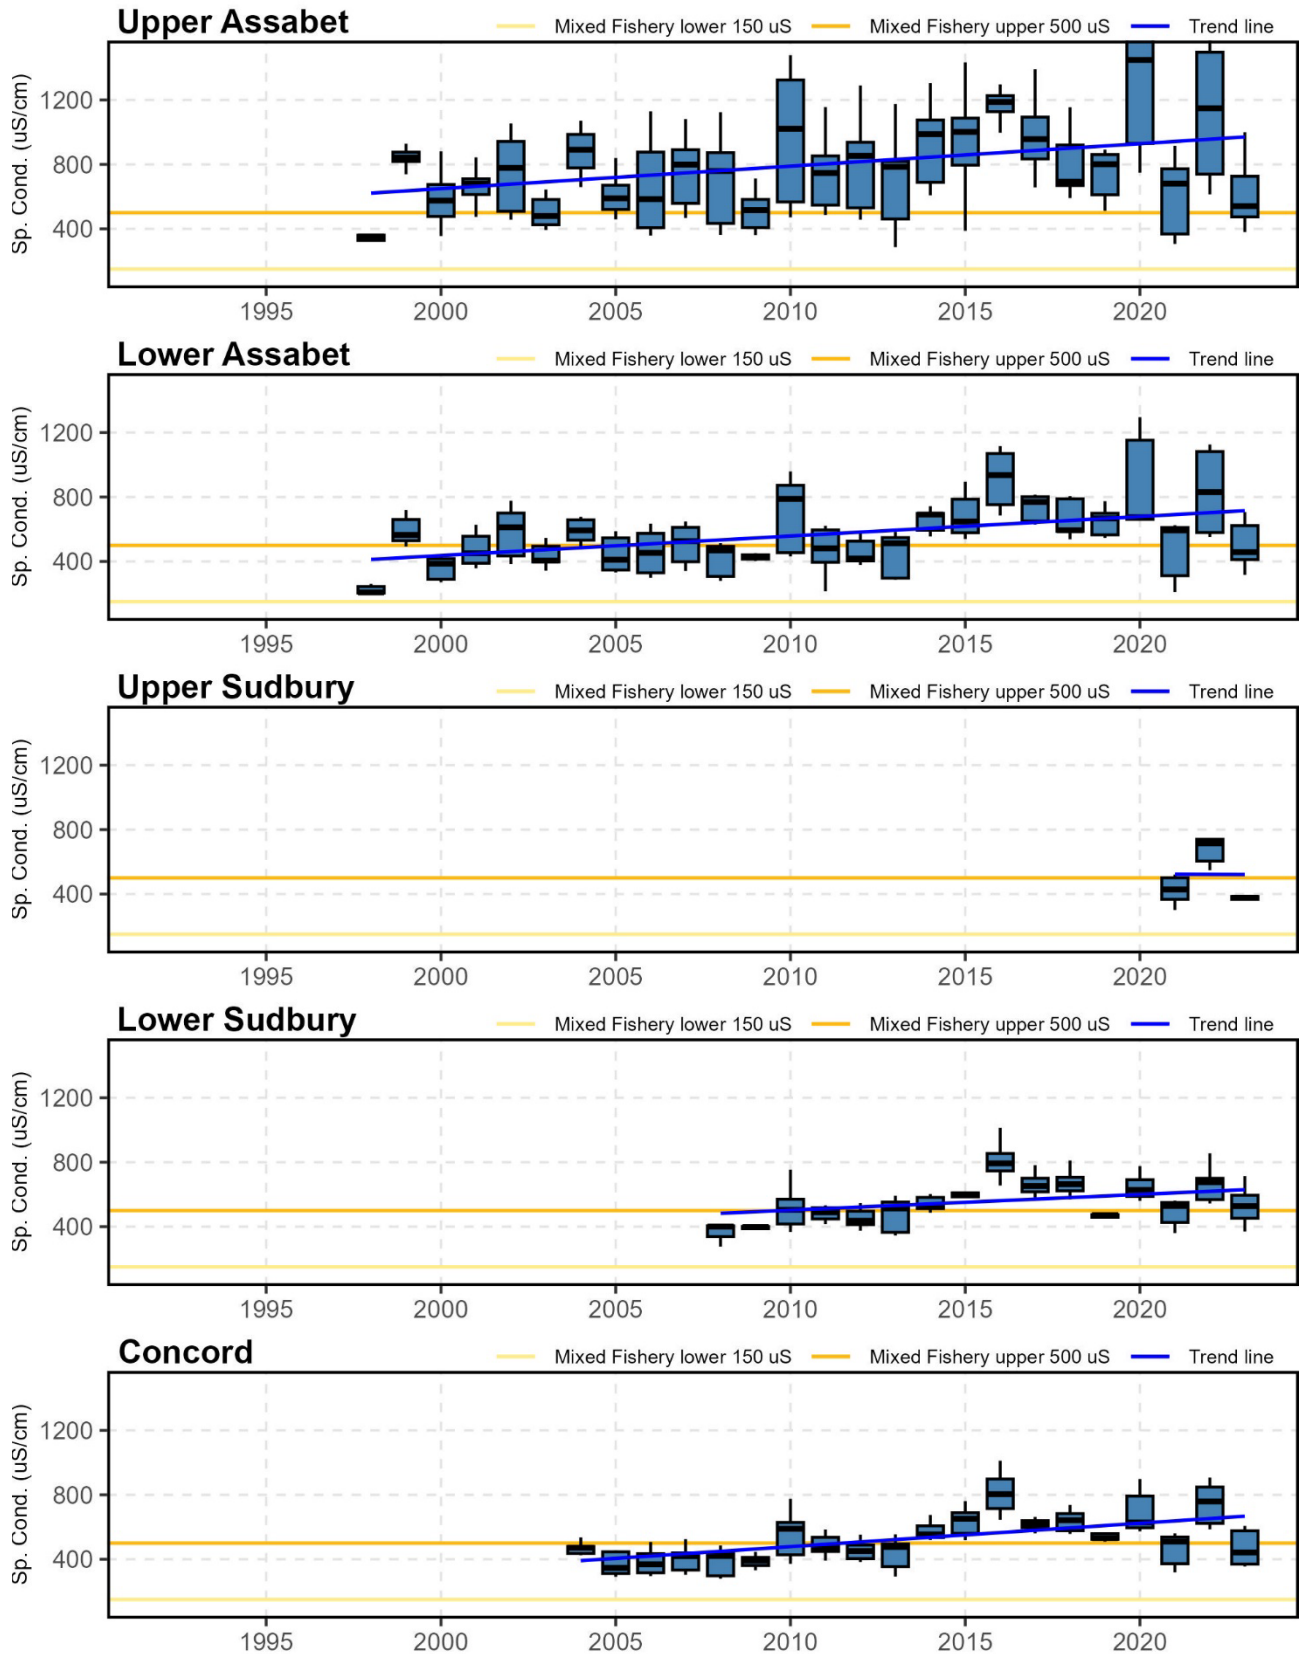 Upper Assabet
Mixed Fishery lower 150 uS Mixed Fishery upper 500 uS Trend line
Sp. Cond. (uS/cm)
1200
800
400
1995 2000 2005 2010 2015 2020
Lower Assabet
Mixed Fishery lower 150 uS Mixed Fishery upper 500 uS Trend line
Sp. Cond. (uS/cm)
1200
800
400
1995 2000 2005 2010 2015 2020
Upper Sudbury
Mixed Fishery lower 150 uS Mixed Fishery upper 500 uS Trend line
Sp. Cond. (uS/cm)
1200
800
400
1995 2000 2005 2010 2015 2020
Lower Sudbury
Mixed Fishery lower 150 uS Mixed Fishery upper 500 uS Trend line
Sp. Cond. (uS/cm)
1200
800
400
1995 2000 2005 2010 2015 2020
Concord
Mixed Fishery lower 150 uS Mixed Fishery upper 500 uS Trend line
Sp. Cond. (uS/cm)
1200
800
400
1995 2000 2005 2010 2015 2020